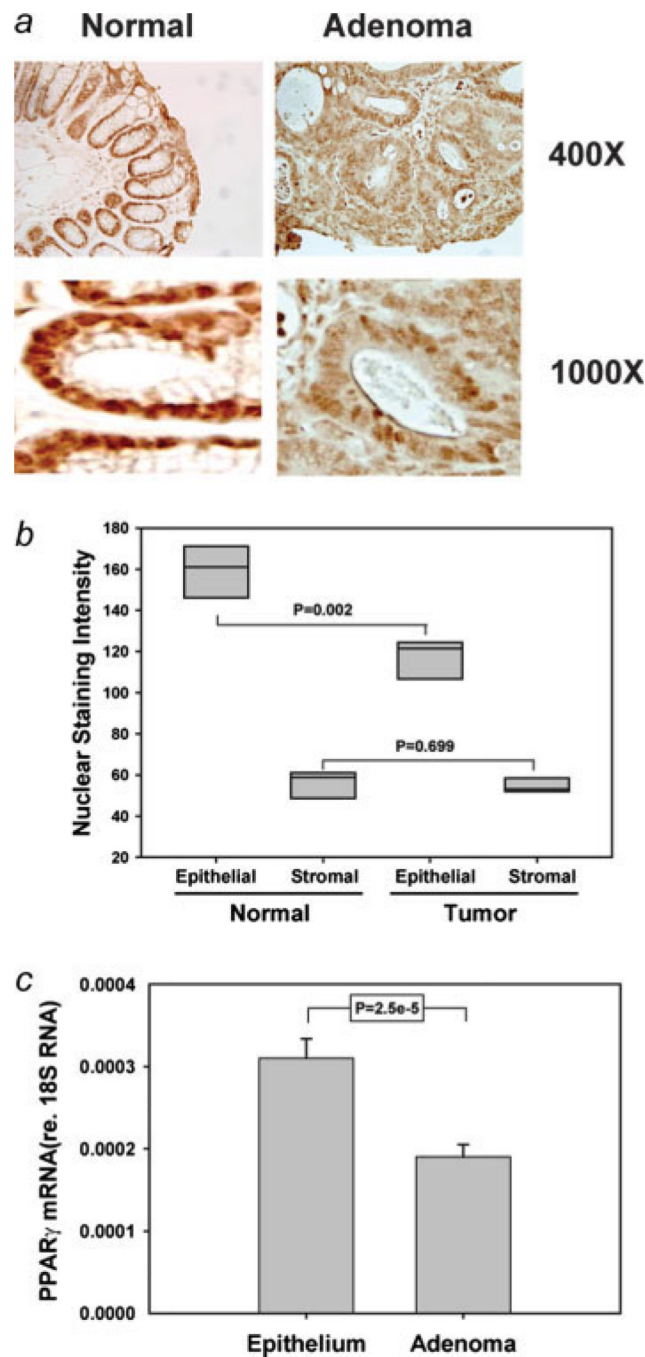 a
Normal Adenoma
400X
1000X
b
Nuclear Staining Intensity
180
160
140
120
100
80
60
40
20
P=0.002
P=0.699
Epithelial Stromal Epithelial Stromal
Normal Tumor
c
PPARγ mRNA(re. 18S RNA)
0.0004
0.0003
0.0002
0.0001
0.0000
P=2.5e-5
Epithelium Adenoma